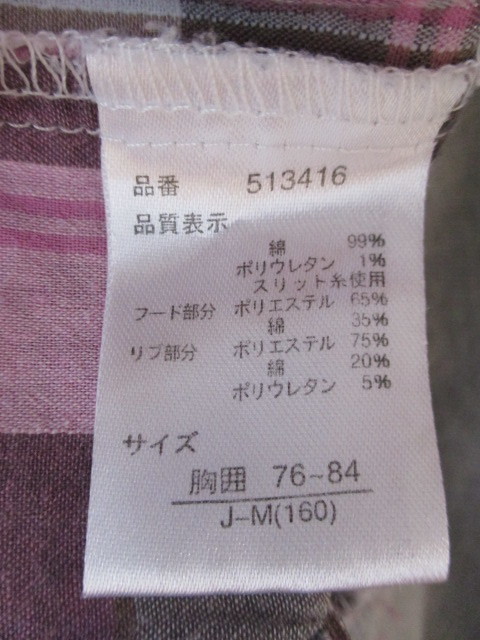 品番 513416
品質表示
綿 99%
ポリウレタン 1%
スリット糸使用
フード部分 ポリエステル 65%
綿 35%
リブ部分 ポリエステル 75%
綿 20%
ポリウレタン 5%
サイズ
胸囲 76~84
J-M(160)